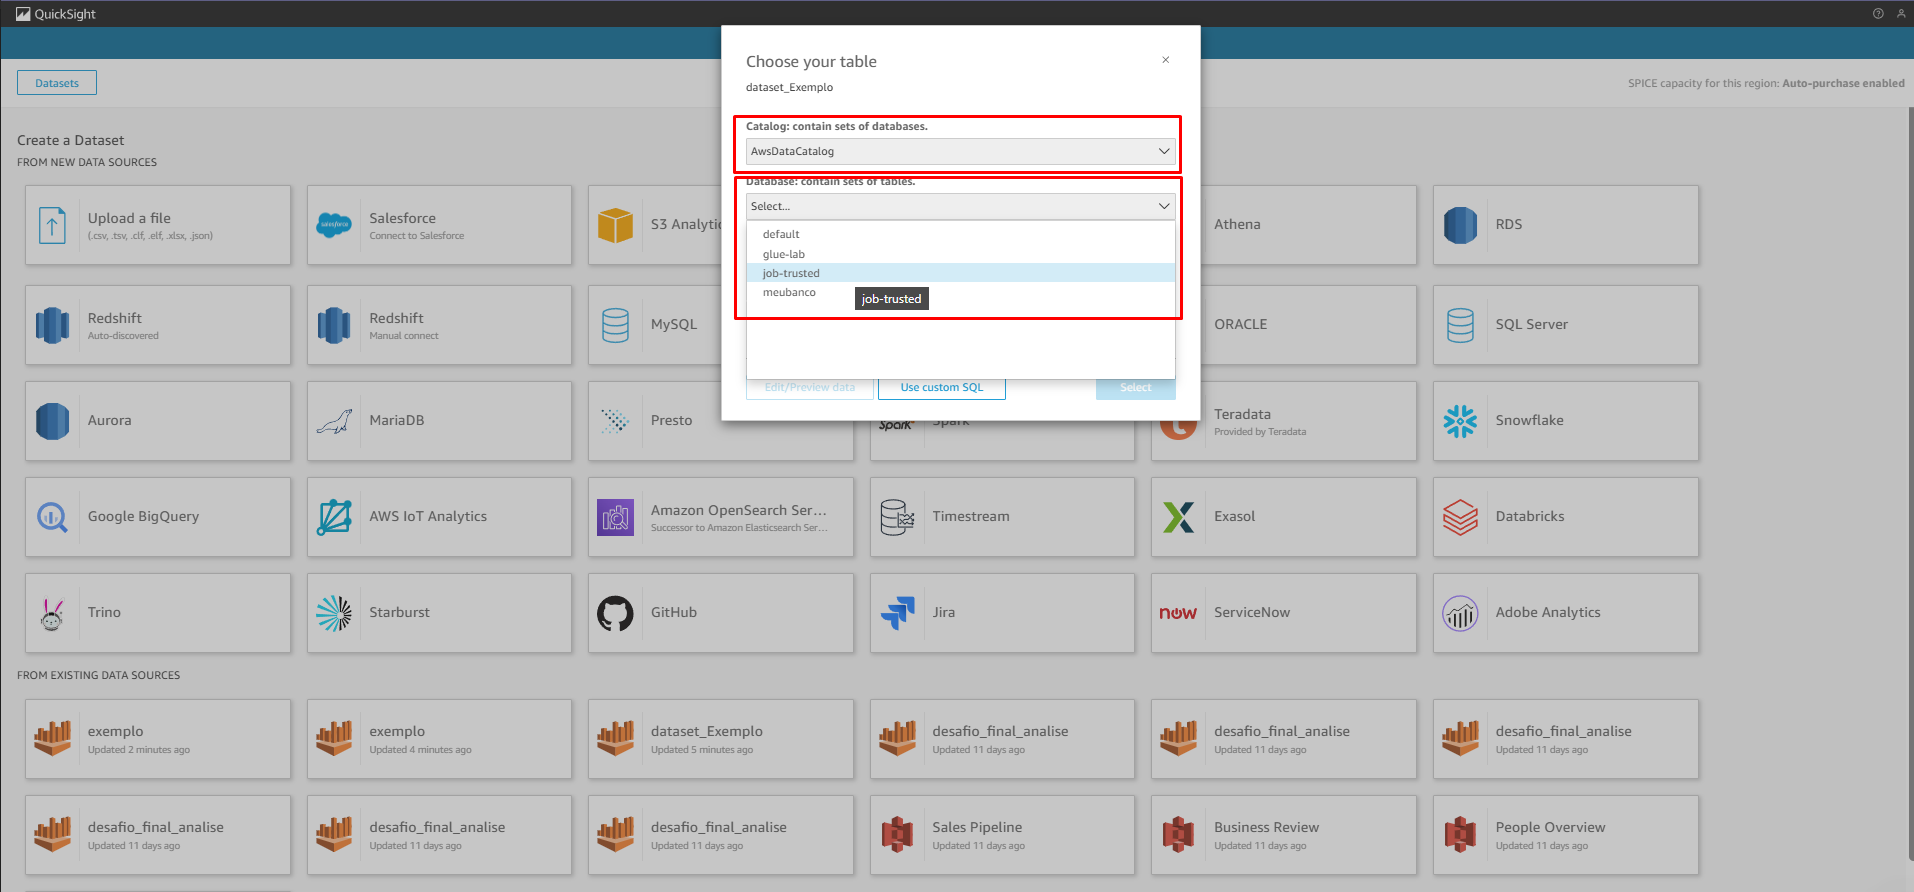 QuickSight
Datasets
SPICE capacity for this region: Auto-purchase enabled
Choose your table
dataset_Exemplo
Catalog: contain sets of databases.
AwsDataCatalog
Database: contain sets of tables.
Select...
default
glue-lab
job-trusted
meubanco
job-trusted
Edit/Preview data
Use custom SQL
Select
Create a Dataset
FROM NEW DATA SOURCES
Upload a file
(.csv, .tsv, .clf, .elf, .xlsx, .json)
Salesforce
Connect to Salesforce
S3 Analytic
Athena
RDS
Redshift
Auto-discovered
Redshift
Manual connect
MySQL
ORACLE
SQL Server
Aurora
MariaDB
Presto
Spark
Spark
Teradata
Provided by Teradata
Snowflake
Google BigQuery
AWS IoT Analytics
Amazon OpenSearch Ser...
Successor to Amazon Elasticsearch Ser...
Timestream
Exasol
Databricks
Trino
Starburst
GitHub
Jira
now
ServiceNow
Adobe Analytics
FROM EXISTING DATA SOURCES
exemplo
Updated 2 minutes ago
exemplo
Updated 4 minutes ago
dataset_Exemplo
Updated 5 minutes ago
desafio_final_analise
Updated 11 days ago
desafio_final_analise
Updated 11 days ago
desafio_final_analise
Updated 11 days ago
desafio_final_analise
Updated 11 days ago
desafio_final_analise
Updated 11 days ago
desafio_final_analise
Updated 11 days ago
Sales Pipeline
Updated 11 days ago
Business Review
Updated 11 days ago
People Overview
Updated 11 days ago